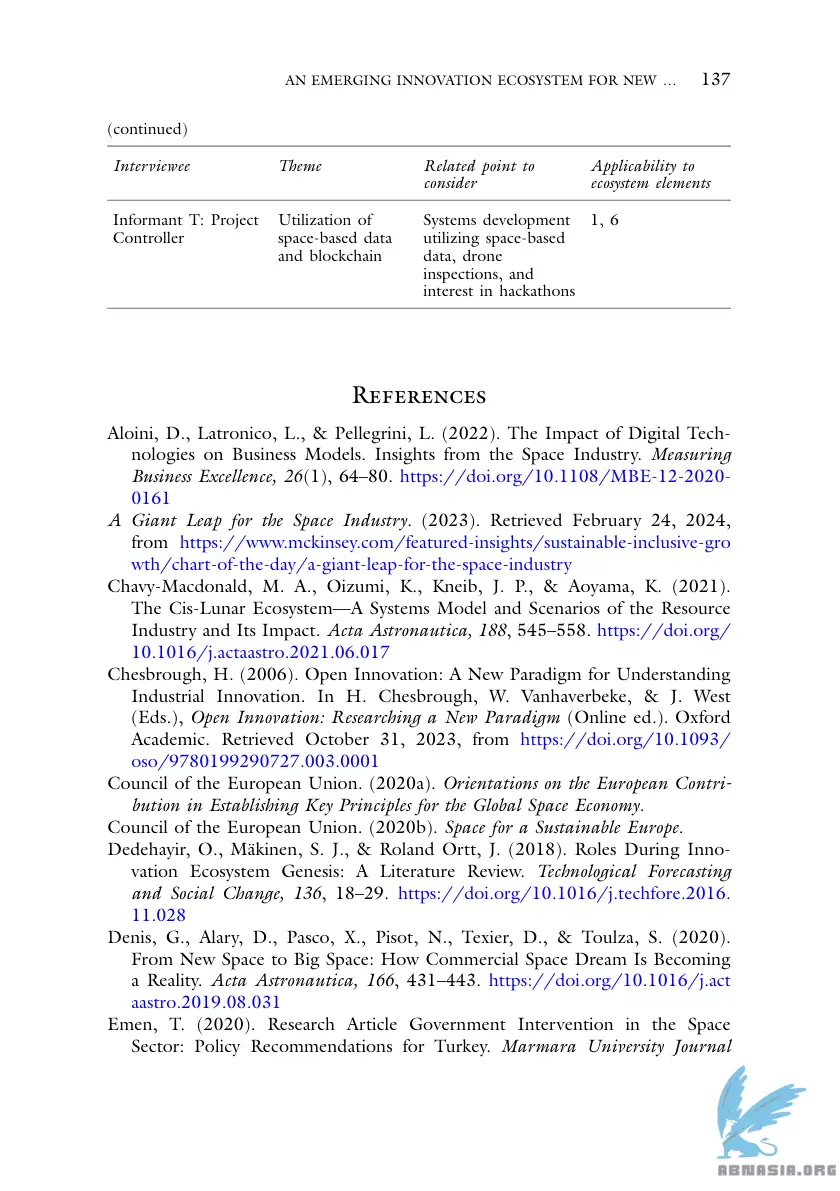 AN EMERGING INNOVATION ECOSYSTEM FOR NEW … 137
(continued)
Interviewee Theme Related point to consider Applicability to ecosystem elements
Informant T: Project Controller
Utilization of space-based data and blockchain
Systems development utilizing space-based data, drone inspections, and interest in hackathons
1, 6
References
Aloini, D., Latronico, L., & Pellegrini, L. (2022). The Impact of Digital Tech-
nologies on Business Models. Insights from the Space Industry. Measuring
Business Excellence, 26(1), 64–80. https://doi.org/10.1108/MBE-12-2020-
0161
A Giant Leap for the Space Industry. (2023). Retrieved February 24, 2024,
from https://www.mckinsey.com/featured-insights/sustainable-inclusive-gro
wth/chart-of-the-day/a-giant-leap-for-the-space-industry
Chavy-Macdonald, M. A., Oizumi, K., Kneib, J. P., & Aoyama, K. (2021).
The Cis-Lunar Ecosystem—A Systems Model and Scenarios of the Resource
Industry and Its Impact. Acta Astronautica, 188, 545–558. https://doi.org/
10.1016/j.actaastro.2021.06.017
Chesbrough, H. (2006). Open Innovation: A New Paradigm for Understanding
Industrial Innovation. In H. Chesbrough, W. Vanhaverbeke, & J. West
(Eds.), Open Innovation: Researching a New Paradigm (Online ed.). Oxford
Academic. Retrieved October 31, 2023, from https://doi.org/10.1093/
oso/9780199290727.003.0001
Council of the European Union. (2020a). Orientations on the European Contri-
bution in Establishing Key Principles for the Global Space Economy.
Council of the European Union. (2020b). Space for a Sustainable Europe.
Dedehayir, O., Mäkinen, S. J., & Roland Ortt, J. (2018). Roles During Inno-
vation Ecosystem Genesis: A Literature Review. Technological Forecasting
and Social Change, 136, 18–29. https://doi.org/10.1016/j.techfore.2016.
11.028
Denis, G., Alary, D., Pasco, X., Pisot, N., Texier, D., & Toulza, S. (2020).
From New Space to Big Space: How Commercial Space Dream Is Becoming
a Reality. Acta Astronautica, 166, 431–443. https://doi.org/10.1016/j.act
aastro.2019.08.031
Emen, T. (2020). Research Article Government Intervention in the Space
Sector: Policy Recommendations for Turkey. Marmara University Journal
ABNASIA.ORG